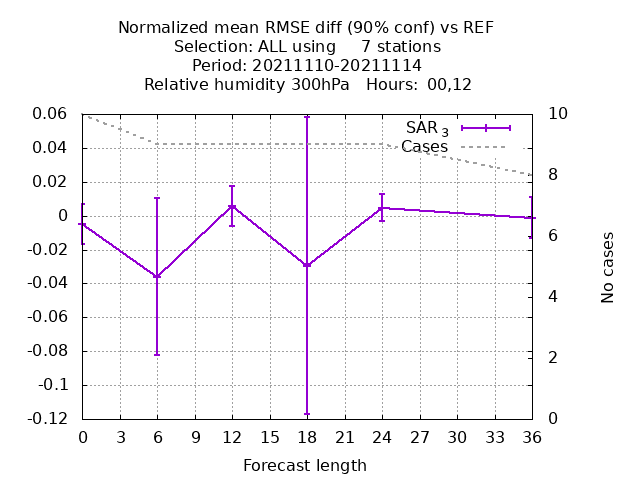 Normalized mean RMSE diff (90% conf) vs REF
Selection: ALL using 7 stations
Period: 20211110-20211114
Relative humidity 300hPa Hours: 00,12
SAR 3
Cases
0.06
0.04
0.02
0
-0.02
-0.04
-0.06
-0.08
-0.1
-0.12
10
8
6
4
2
0
No cases
0 3 6 9 12 15 18 21 24 27 30 33 36
Forecast length